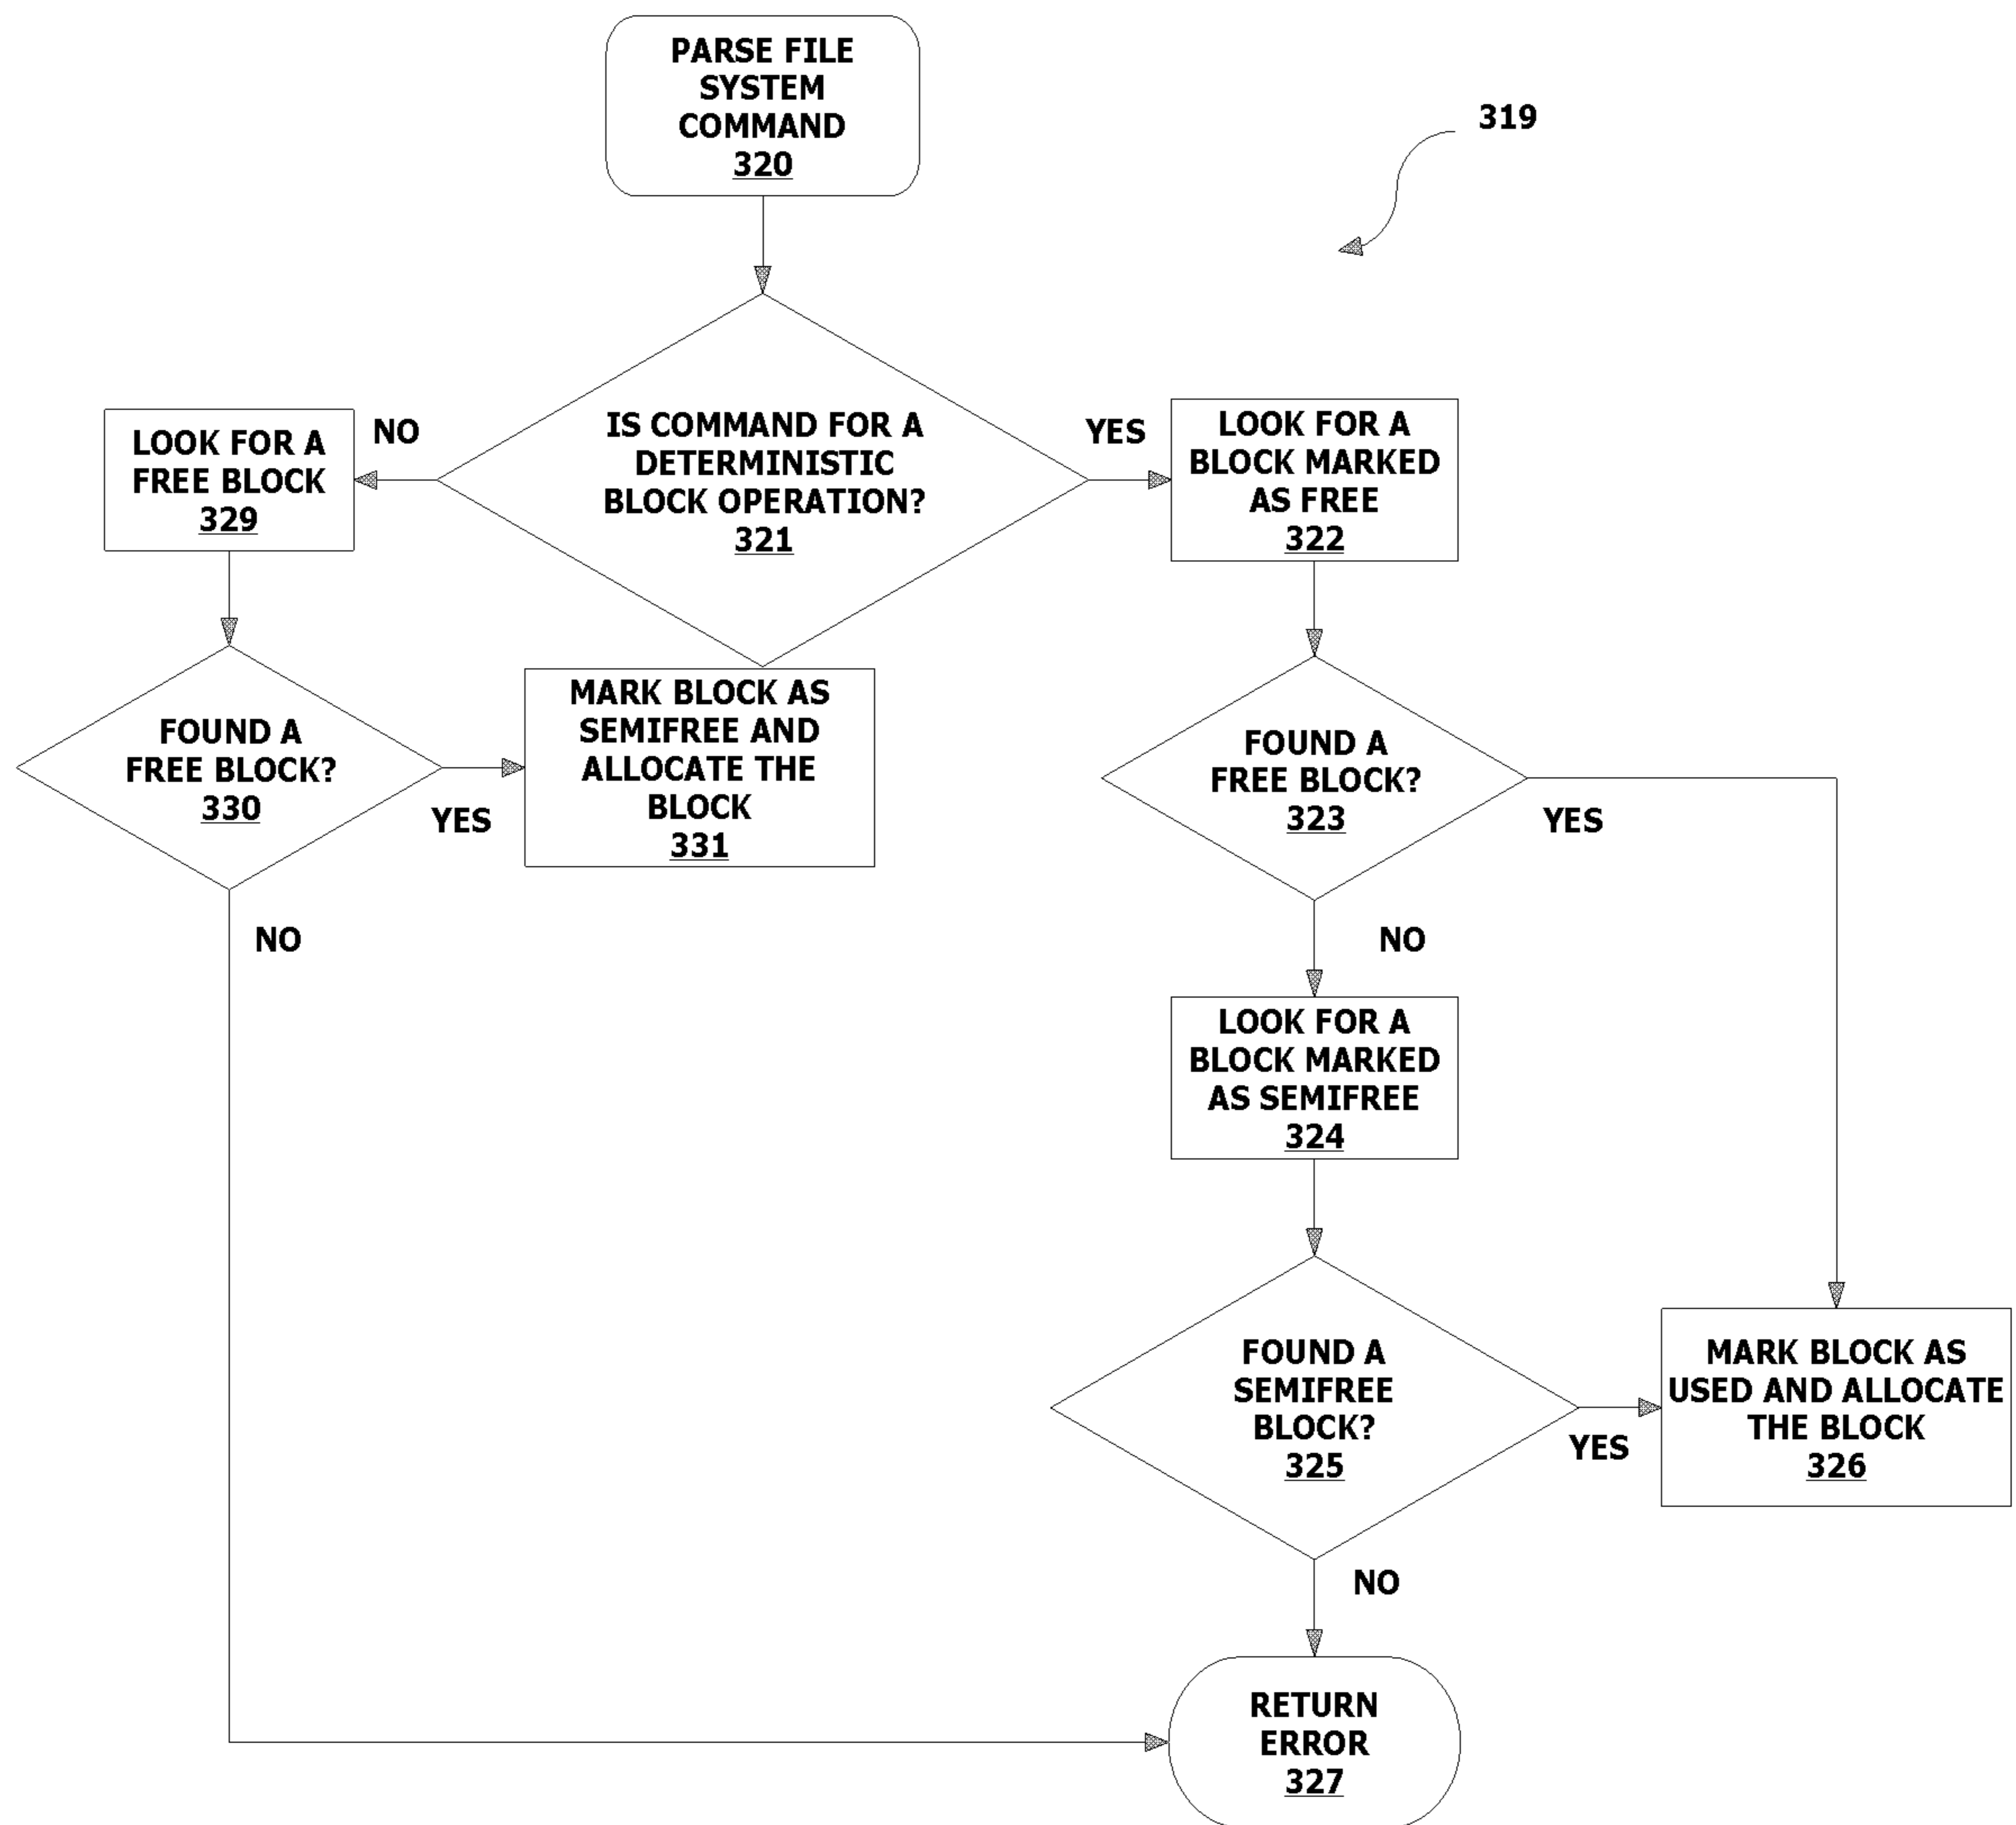 PARSE FILE
SYSTEM
COMMAND
320
319
IS COMMAND FOR A
DETERMINISTIC
BLOCK OPERATION?
321
NO
YES
LOOK FOR A
FREE BLOCK
329
LOOK FOR A
BLOCK MARKED
AS FREE
322
FOUND A
FREE BLOCK?
330
YES
NO
MARK BLOCK AS
SEMIFREE AND
ALLOCATE THE
BLOCK
331
FOUND A
FREE BLOCK?
323
YES
NO
LOOK FOR A
BLOCK MARKED
AS SEMIFREE
324
FOUND A
SEMIFREE
BLOCK?
325
YES
NO
MARK BLOCK AS
USED AND ALLOCATE
THE BLOCK
326
RETURN
ERROR
327